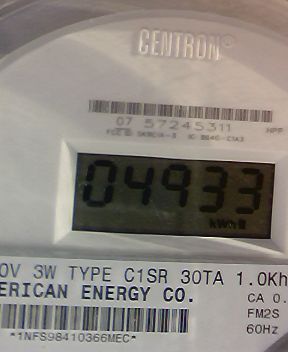 CENTRON®
07 57245311
HPP
04933
kWh
0V 3W TYPE C1SR 30TA 1.0Kh
ERICAN ENERGY CO.
CA 0.
FM2S
60Hz
*1NFS98410366MEC*